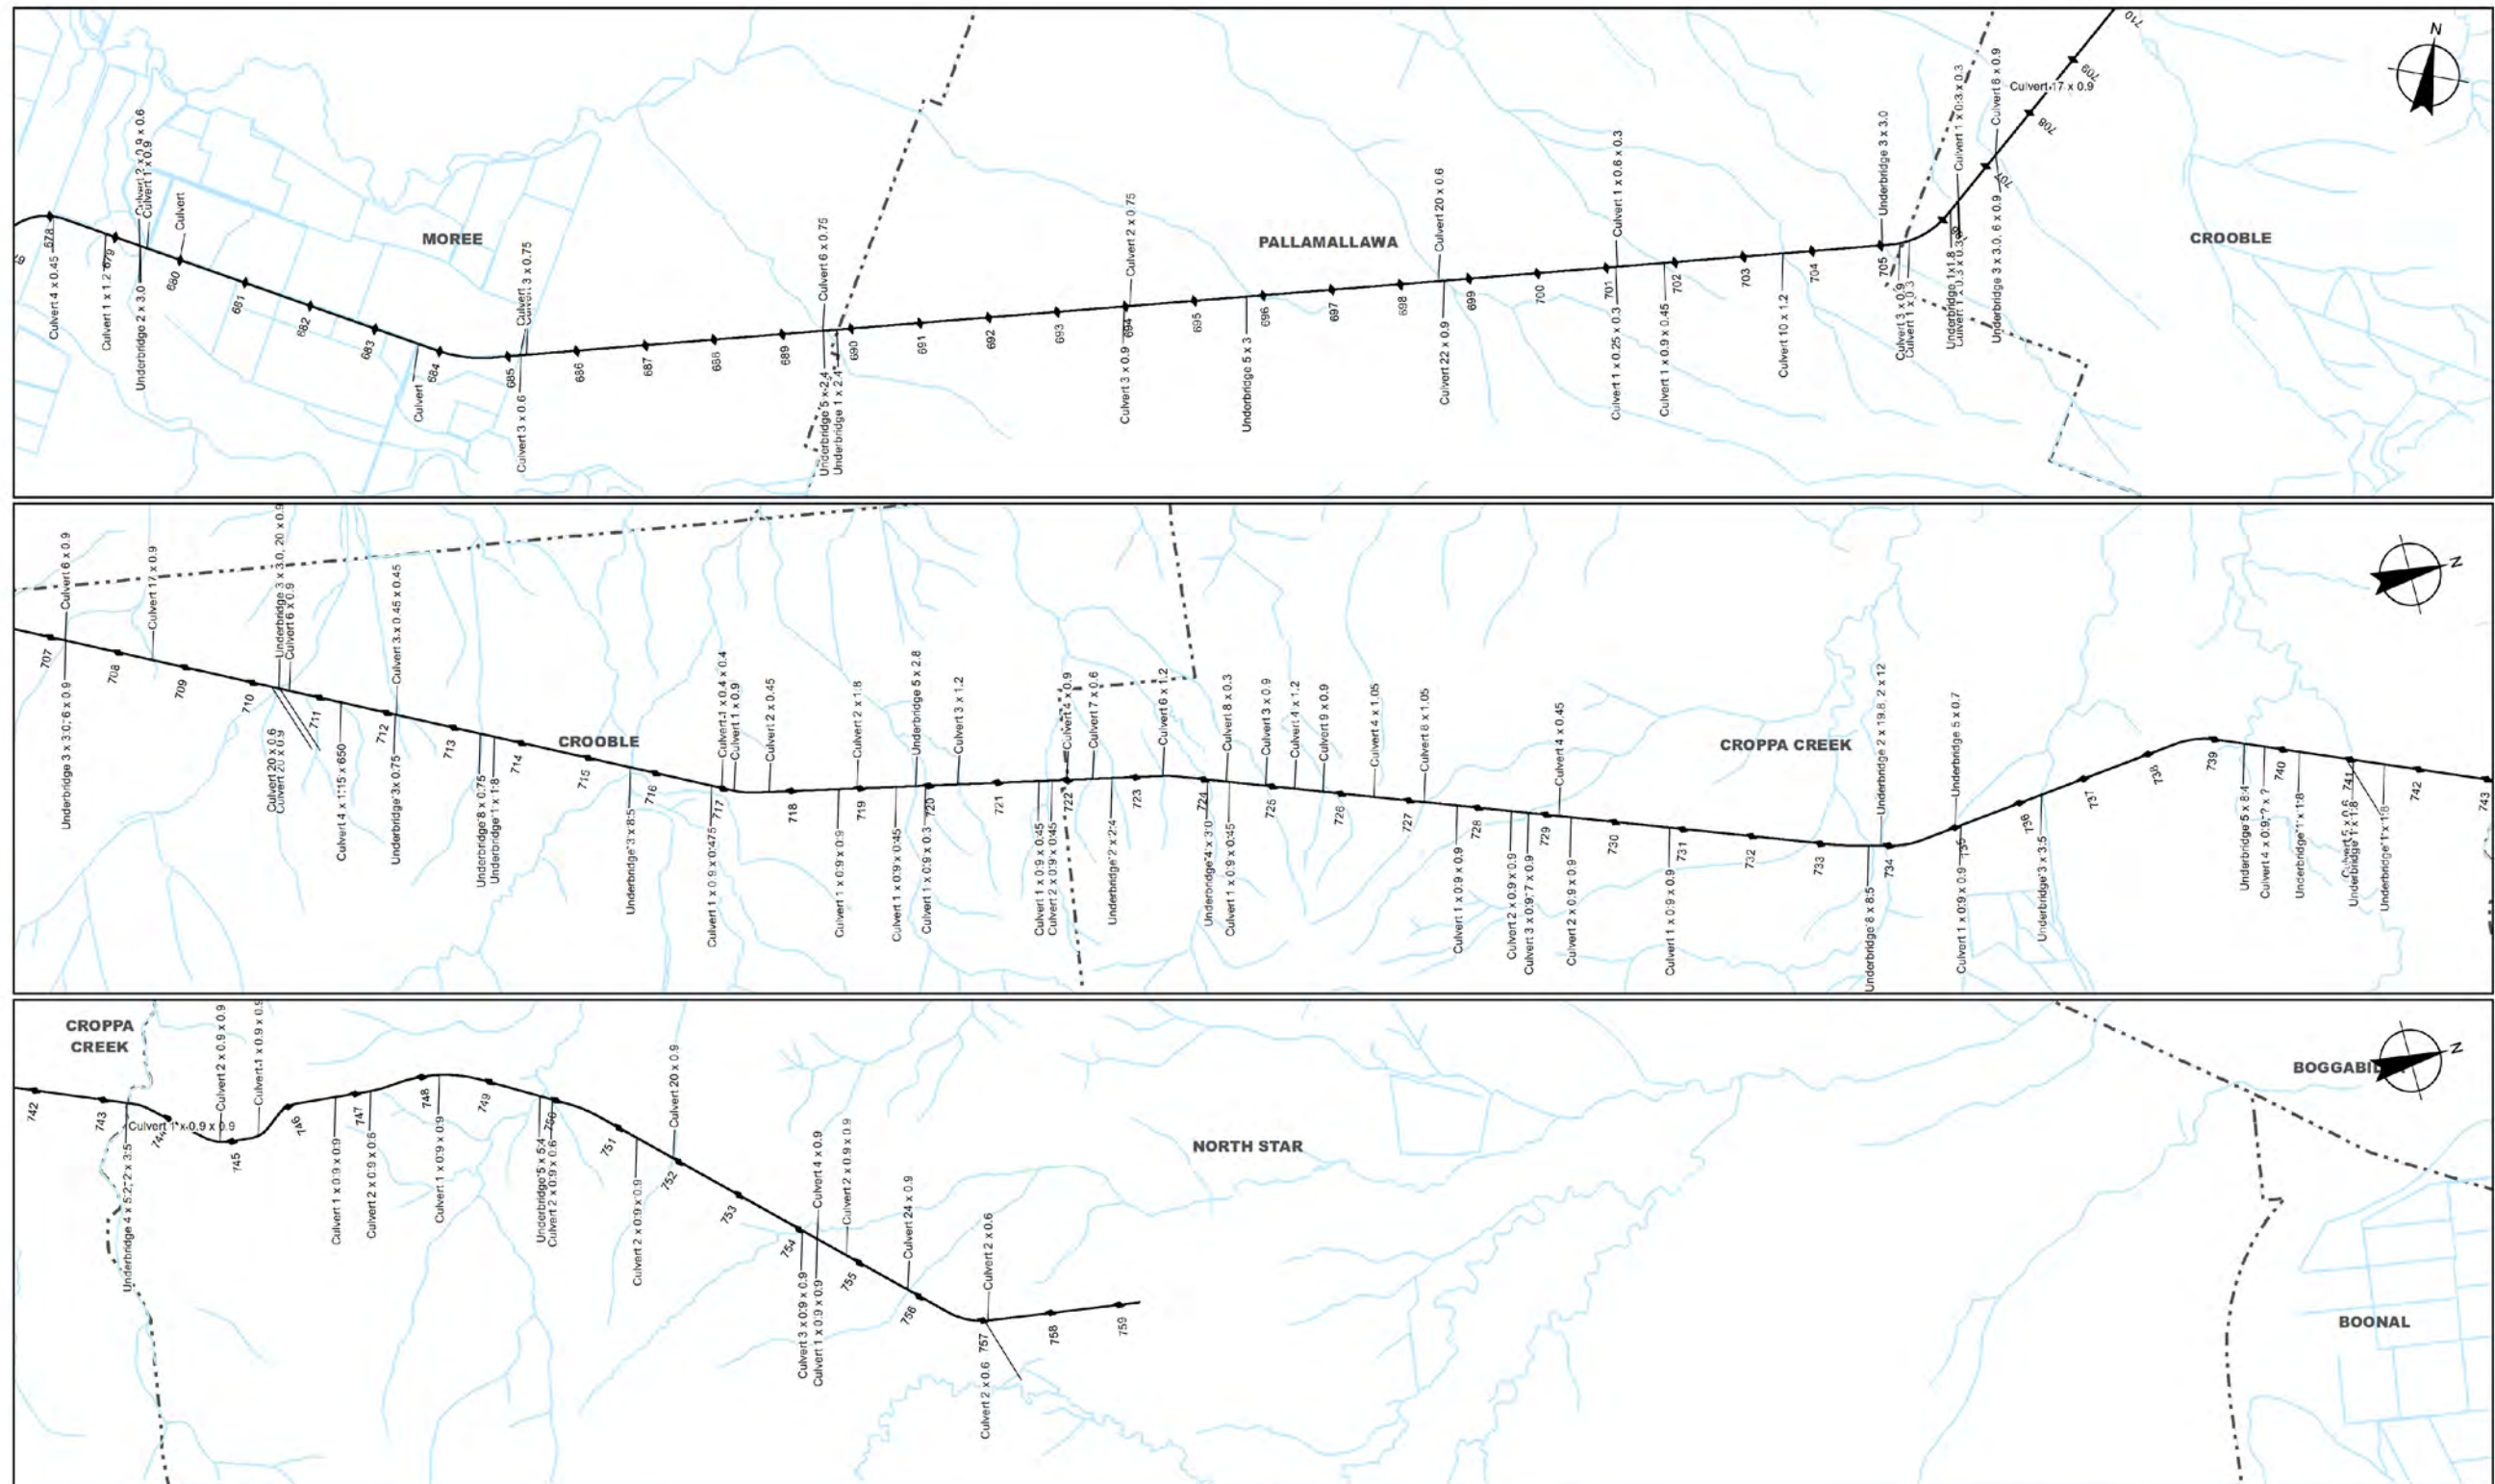 N
MOREE
PALLAMALLAWA
CROOBLE
Culvert 4 x 0.45
678
Culvert 1 x 1.2
679
Underbridge 2 x 3.0
Culvert 2 x 0.9 x 0.6
Culvert 1 x 0.9
Culvert
680
681
682
683
Culvert
684
685
Culvert 3 x 0.6
Culvert
Culvert 3 x 0.75
686
687
688
689
Culvert 6 x 0.75
Underbridge 5 x 2.4
Underbridge 1 x 2.4
690
691
692
693
694
Culvert 3 x 0.9
Culvert 2 x 0.75
695
Underbridge 5 x 3
696
697
698
Culvert 20 x 0.6
Culvert 22 x 0.9
699
700
701
Culvert 1 x 0.6 x 0.3
Culvert 1 x 0.25 x 0.3
Culvert 1 x 0.9 x 0.45
702
703
Culvert 10 x 1.2
704
705
Underbridge 3 x 3.0
Culvert 3 x 0.9
Culvert 1 x 0.3
Underbridge 1x1.8
Culvert 1 x 0.3 x 0.3
Culvert 1 x 0.3 x 0.3
Culvert 6 x 0.9
Underbridge 3 x 3.0, 6 x 0.9
707
708
Culvert 17 x 0.9
709
710
N
CROOBLE
CROPPA CREEK
707
Culvert 6 x 0.9
Underbridge 3 x 3.0, 6 x 0.9
708
Culvert 17 x 0.9
709
710
Underbridge 3 x 3.0, 20 x 0.9
Culvert 6 x 0.9
Culvert 20 x 0.6
Culvert 20 x 0.9
711
Culvert 4 x 1.15 x 650
712
Culvert 3 x 0.45 x 0.45
Underbridge 3x 0.75
713
Underbridge 8 x 0.75
Underbridge 1 x 1.8
714
715
Underbridge 3 x 8.5
716
Culvert 1 x 0.9 x 0.475
717
Culvert 1 x 0.4 x 0.4
Culvert 1 x 0.9
Culvert 2 x 0.45
718
Culvert 1 x 0.9 x 0.9
Culvert 2 x 1.8
719
Culvert 1 x 0.9 x 0.45
Underbridge 5 x 2.8
720
Culvert 1 x 0.9 x 0.3
Culvert 3 x 1.2
721
Culvert 1 x 0.9 x 0.45
Culvert 2 x 0.9 x 0.45
722
Culvert 4 x 0.9
Culvert 7 x 0.6
Underbridge 2 x 2.4
723
Culvert 6 x 1.2
724
Underbridge 4 x 3.0
Culvert 8 x 0.3
Culvert 1 x 0.9 x 0.45
Culvert 3 x 0.9
725
Culvert 4 x 1.2
Culvert 9 x 0.9
726
Culvert 4 x 1.05
727
Culvert 8 x 1.05
Culvert 1 x 0.9 x 0.9
728
Culvert 2 x 0.9 x 0.9
Culvert 3 x 0.9, 7 x 0.9
729
Culvert 4 x 0.45
Culvert 2 x 0.9 x 0.9
730
Culvert 1 x 0.9 x 0.9
731
732
733
Underbridge 8 x 8.5
Underbridge 2 x 19.8, 2 x 12
734
Underbridge 5 x 0.7
735
Culvert 1 x 0.9 x 0.9
736
Underbridge 3 x 3.5
737
738
739
Underbridge 5 x 8.4
Culvert 4 x 0.9, ? x ?
740
Underbridge 1 x 1.8
741
Culvert 5 x 0.6
Underbridge 1 x 1.8
Underbridge 1 x 1.8
742
743
N
CROPPA
CREEK
NORTH STAR
BOONAL
742
743
Underbridge 4 x 5.2, 2 x 3.5
744
Culvert 1 x 0.9 x 0.9
Culvert 2 x 0.9 x 0.9
745
Culvert 1 x 0.9 x 0.9
746
Culvert 1 x 0.9 x 0.9
747
Culvert 2 x 0.9 x 0.6
748
Culvert 1 x 0.9 x 0.9
749
Underbridge 5 x 5.4
Culvert 2 x 0.9 x 0.6
750
751
Culvert 2 x 0.9 x 0.9
752
Culvert 20 x 0.9
753
754
Culvert 3 x 0.9 x 0.9
Culvert 4 x 0.9
Culvert 1 x 0.9 x 0.9
Culvert 2 x 0.9 x 0.9
755
Culvert 24 x 0.9
756
757
Culvert 2 x 0.6
Culvert 2 x 0.6
758
759
N